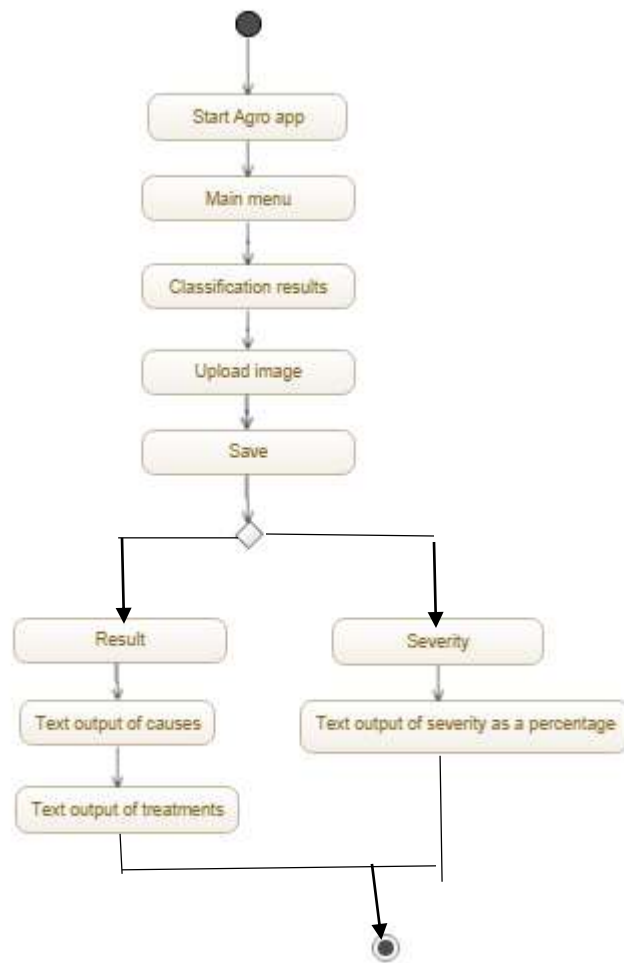 Start Agro app
Main menu
Classification results
Upload image
Save
Result
Severity
Text output of causes
Text output of severity as a percentage
Text output of treatments